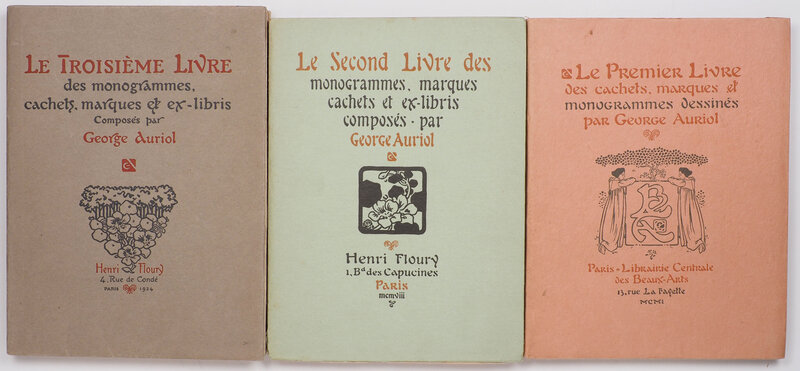 Le Troisième Livre
des monogrammes,
cachets, marques et ex-libris
Composés par
George Auriol
Henri Floury
4, Rue de Condé
Paris 1924
Le Second Livre des
monogrammes, marques
cachets et ex-libris
composés · par
George Auriol
Henri Floury
1, Bd des Capucines
Paris
mcmviii
Le Premier Livre
des cachets, marques et
monogrammes dessinés
par George Auriol
Paris - Librairie Centrale
des Beaux-Arts
13, rue La Fayette
MCMI